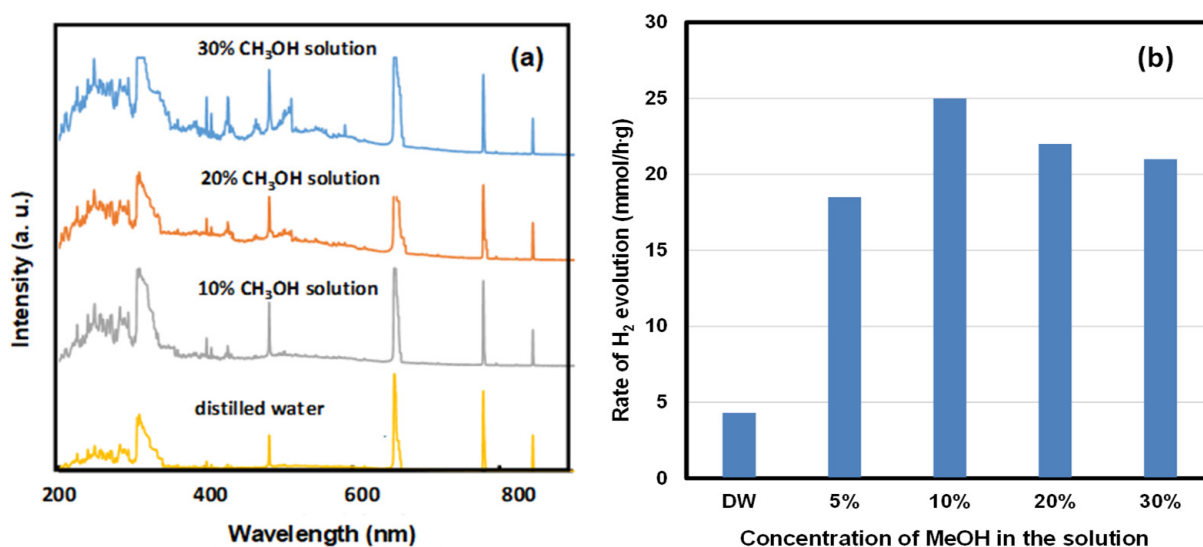 (a)
30% CH₃OH solution
20% CH₃OH solution
10% CH₃OH solution
distilled water
Intensity (a. u.)
200 400 600 800
Wavelength (nm)
(b)
Rate of H₂ evolution (mmol/h·g)
30
25
20
15
10
5
0
DW 5% 10% 20% 30%
Concentration of MeOH in the solution